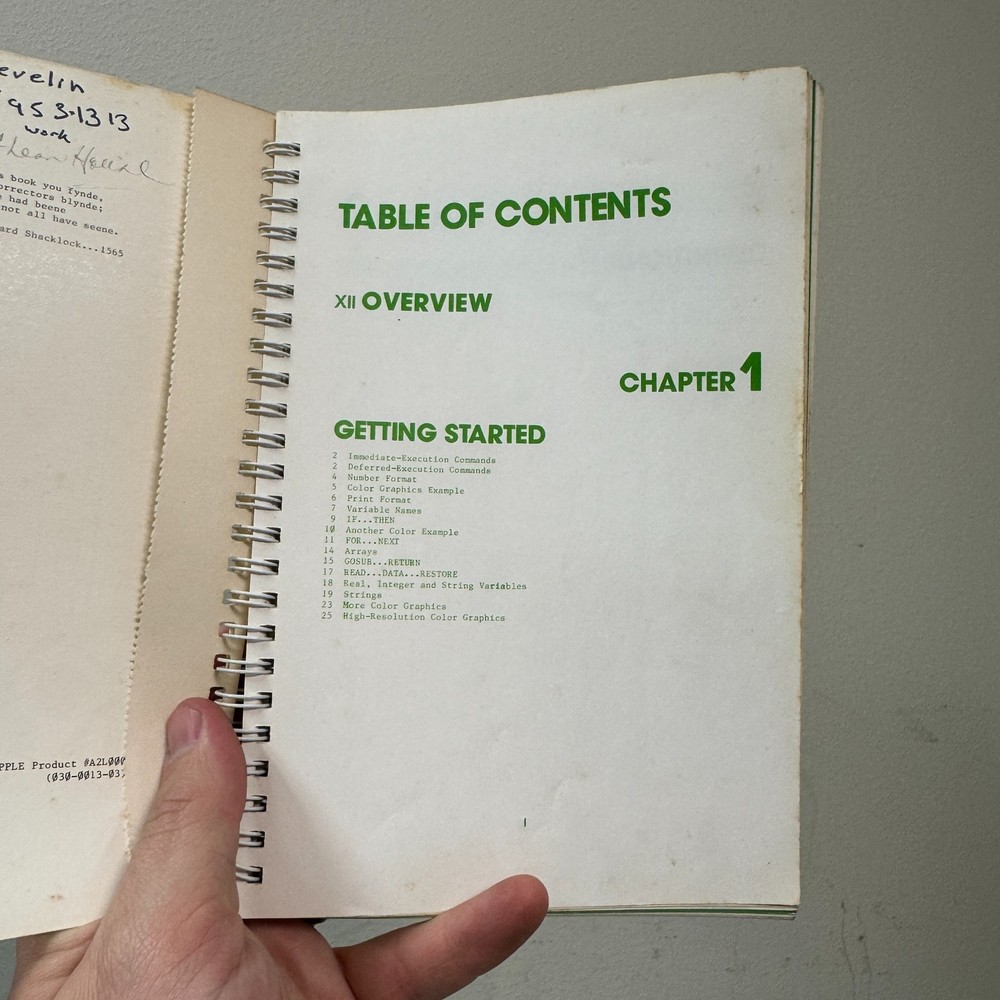 evelin
953-1313
work
s book you fynde,
orrectors blynde;
e had beene
not all have seene.
ard Shacklock...1565
PPLE Product #A2L000
(030-0013-03)
TABLE OF CONTENTS
XII OVERVIEW
CHAPTER 1
GETTING STARTED
2 Immediate-Execution Commands
2 Deferred-Execution Commands
4 Number Format
5 Color Graphics Example
6 Print Format
7 Variable Names
9 IF...THEN
10 Another Color Example
11 FOR...NEXT
14 Arrays
15 GOSUB...RETURN
17 READ...DATA...RESTORE
18 Real, Integer and String Variables
19 Strings
23 More Color Graphics
25 High-Resolution Color Graphics
I